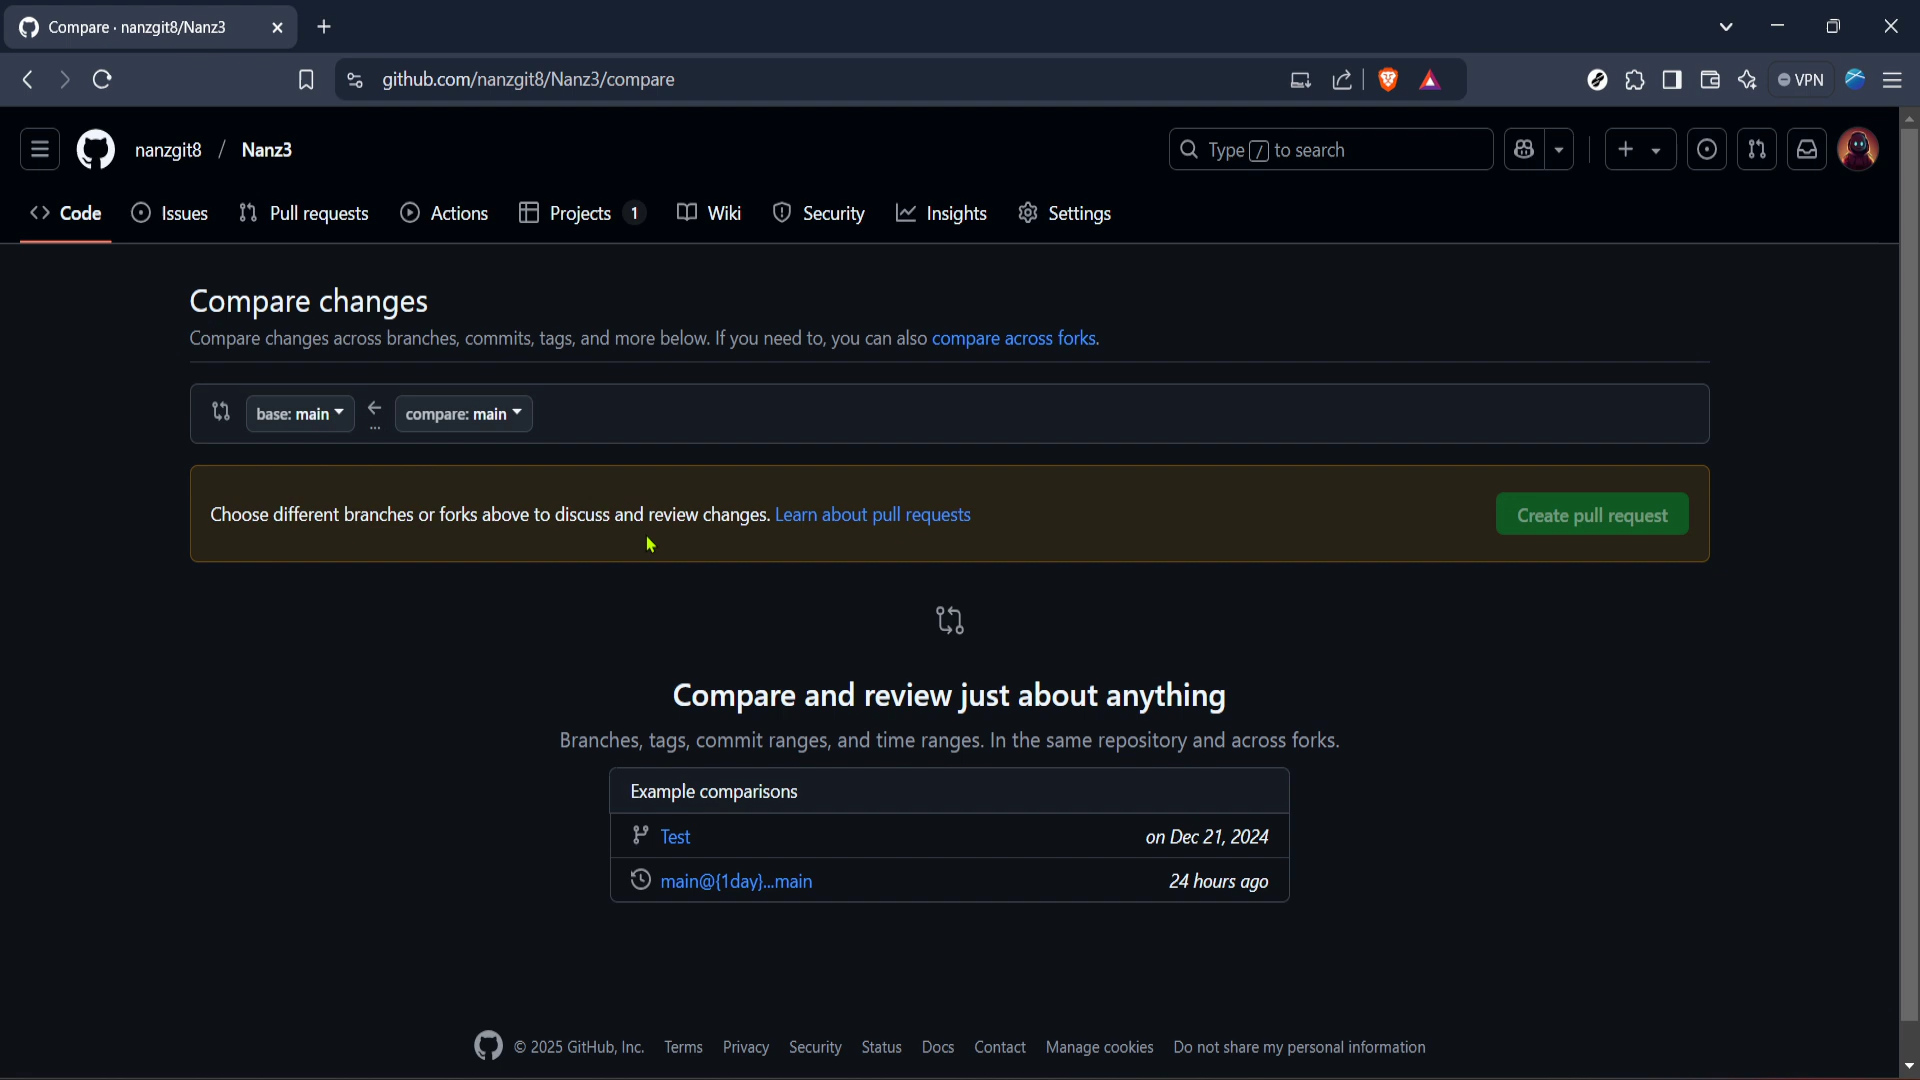 Compare · nanzgit8/Nanz3
github.com/nanzgit8/Nanz3/compare
VPN
nanzgit8 / Nanz3
Type / to search
Code
Issues
Pull requests
Actions
Projects 1
Wiki
Security
Insights
Settings
Compare changes
Compare changes across branches, commits, tags, and more below. If you need to, you can also compare across forks.
base: main
...
compare: main
Choose different branches or forks above to discuss and review changes. Learn about pull requests
Create pull request
Compare and review just about anything
Branches, tags, commit ranges, and time ranges. In the same repository and across forks.
Example comparisons
Test on Dec 21, 2024
main@{1day}...main 24 hours ago
© 2025 GitHub, Inc. Terms Privacy Security Status Docs Contact Manage cookies Do not share my personal information